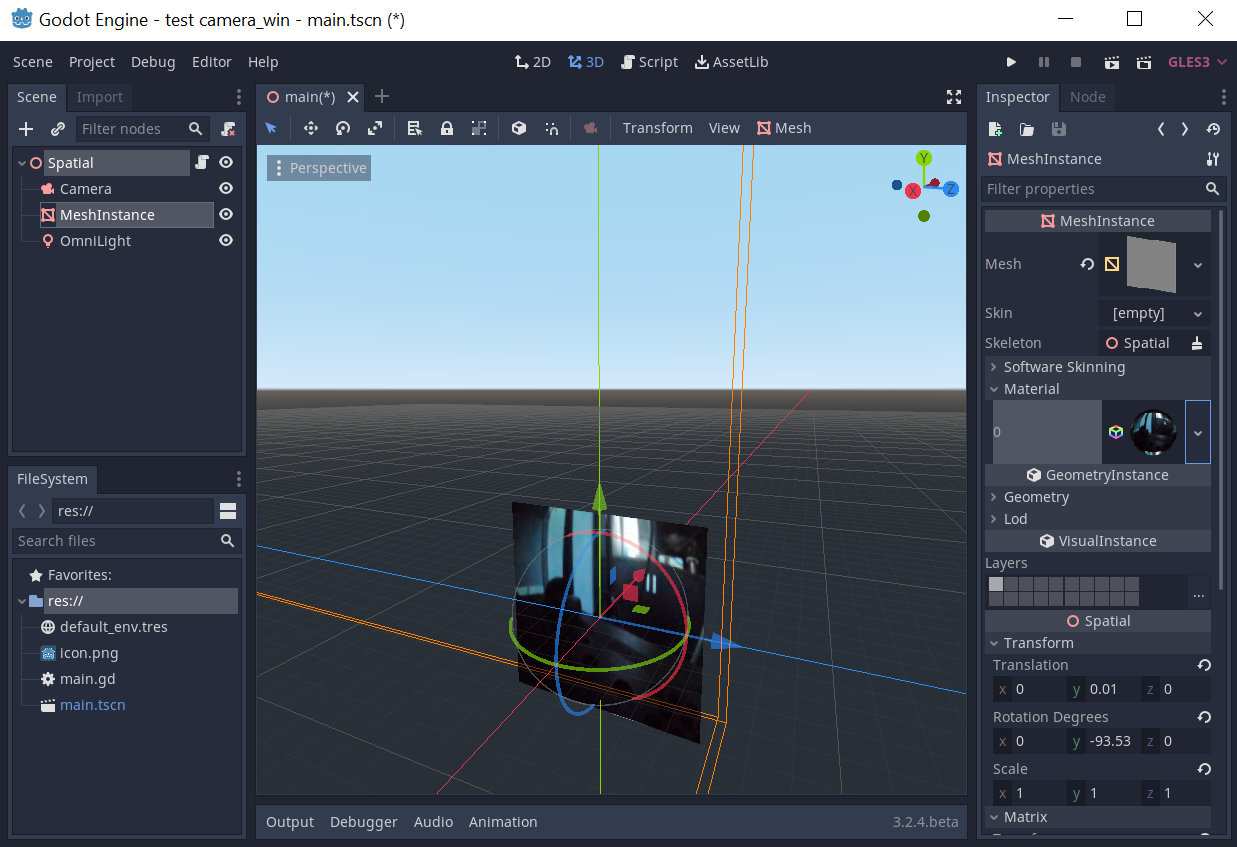 Godot Engine - test camera_win - main.tscn (*)
Scene Project Debug Editor Help
2D 3D Script AssetLib
GLES3
Scene Import
Filter nodes
Spatial
Camera
MeshInstance
OmniLight
FileSystem
res://
Search files
Favorites:
res://
default_env.tres
icon.png
main.gd
main.tscn
main(*)
Transform View Mesh
Perspective
Y
X
Z
Output Debugger Audio Animation 3.2.4.beta
Inspector Node
MeshInstance
Filter properties
MeshInstance
Mesh
Skin [empty]
Skeleton Spatial
Software Skinning
Material
0
GeometryInstance
Geometry
Lod
VisualInstance
Layers
...
Spatial
Transform
Translation
x 0 y 0.01 z 0
Rotation Degrees
x 0 y -93.53 z 0
Scale
x 1 y 1 z 1
Matrix